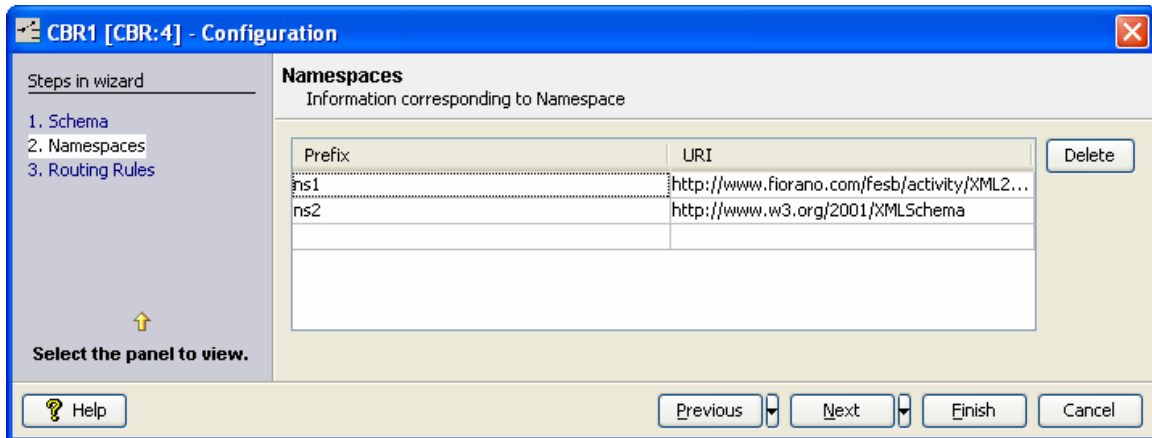 CBR1 [CBR:4] - Configuration
Steps in wizard
1. Schema
2. Namespaces
3. Routing Rules
Select the panel to view.
Namespaces
Information corresponding to Namespace
Prefix URI
ns1 http://www.fiorano.com/fesb/activity/XML2...
ns2 http://www.w3.org/2001/XMLSchema
Delete
Help Previous Next Finish Cancel